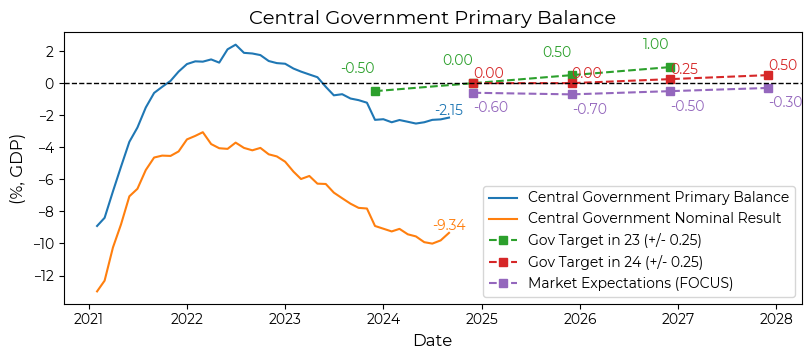 Central Government Primary Balance
(%, GDP)
2
0
−2
−4
−6
−8
−10
−12
-0.50
0.00
0.50
1.00
0.00
0.00
0.25
0.50
-0.60
-0.70
-0.50
-0.30
-2.15
-9.34
Central Government Primary Balance
Central Government Nominal Result
Gov Target in 23 (+/- 0.25)
Gov Target in 24 (+/- 0.25)
Market Expectations (FOCUS)
2021 2022 2023 2024 2025 2026 2027 2028
Date